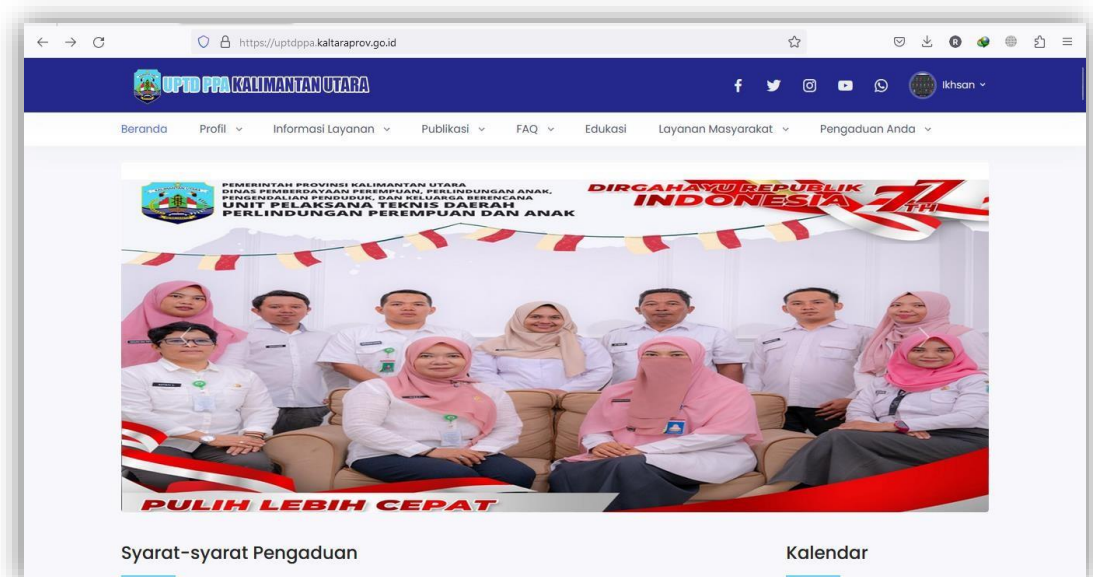 https://uptdppa.kaltaraprov.go.id
UPTD PPA KALIMANTAN UTARA
Ikhsan
Beranda Profil Informasi Layanan Publikasi FAQ Edukasi Layanan Masyarakat Pengaduan Anda
PEMERINTAH PROVINSI KALIMANTAN UTARA
DINAS PEMBERDAYAAN PEREMPUAN, PERLINDUNGAN ANAK,
PENGENDALIAN PENDUDUK, DAN KELUARGA BERENCANA
UNIT PELAKSANA TEKNIS DAERAH
PERLINDUNGAN PEREMPUAN DAN ANAK
DIRGAHAYU REPUBLIK
INDONESIA
77TH
PULIH LEBIH CEPAT
Syarat-syarat Pengaduan
Kalendar